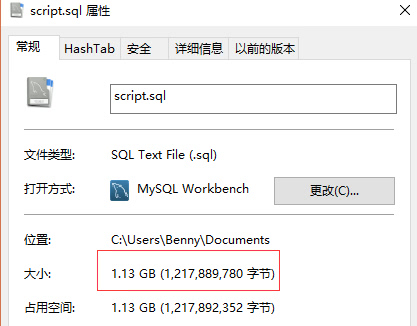 script.sql 属性
常规 HashTab 安全 详细信息 以前的版本
script.sql
文件类型: SQL Text File (.sql)
打开方式: MySQL Workbench 更改(C)...
位置: C:\Users\Benny\Documents
大小: 1.13 GB (1,217,889,780 字节)
占用空间: 1.13 GB (1,217,892,352 字节)